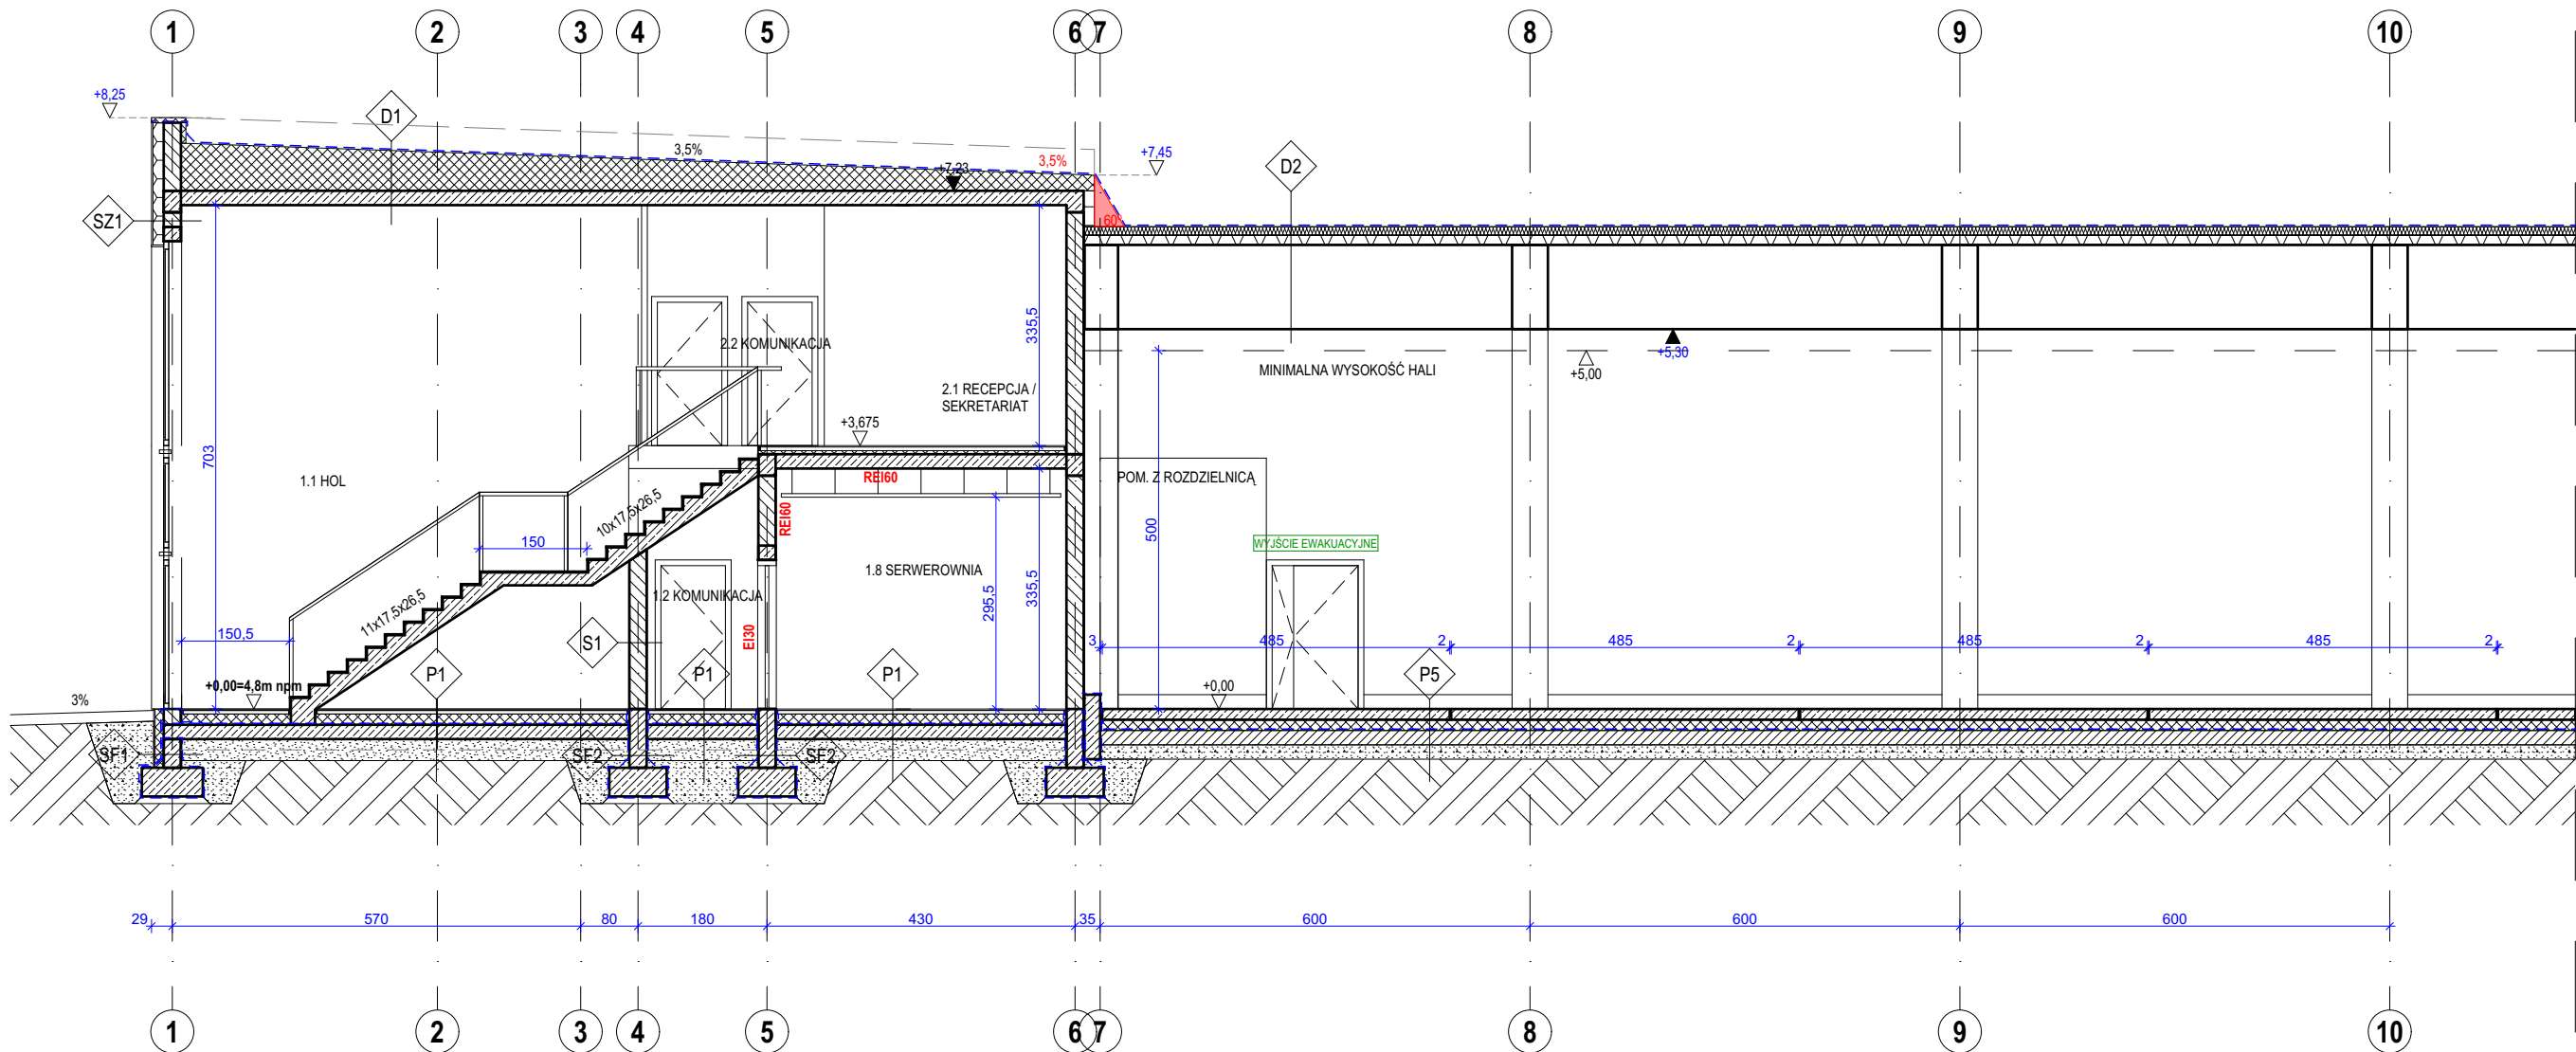 1 2 3 4 5 6 7 8 9 10
+8,25
D1
3,5%
3,5%
+7,45
D2
+7,23
SZ1
60°
335,5
2.2 KOMUNIKACJA
+5,30
+5,00
MINIMALNA WYSOKOŚĆ HALI
2.1 RECEPCJA /
SEKRETARIAT
+3,675
703
1.1 HOL
REI60
POM. Z ROZDZIELNICĄ
10x17,5x26,5
REI60
500
150
WYJŚCIE EWAKUACYJNE
1.8 SERWEROWNIA
335,5
295,5
1.2 KOMUNIKACJA
11x17,5x26,5
150,5
S1
EI30
3 485 2 485 2 485 2 485 2
P1
P1
P1
P5
+0,00=4,8m npm
+0,00
3%
SF1
SF2
SF2
29 570 80 180 430 35 600 600 600
1 2 3 4 5 6 7 8 9 10